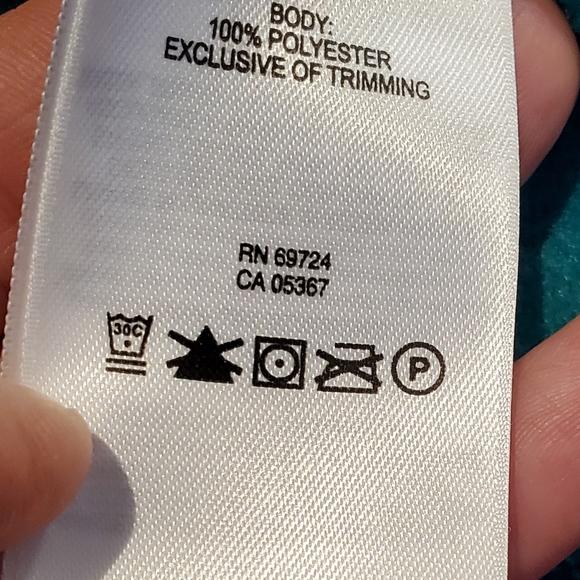 BODY:
100% POLYESTER
EXCLUSIVE OF TRIMMING
RN 69724
CA 05367
30C
P